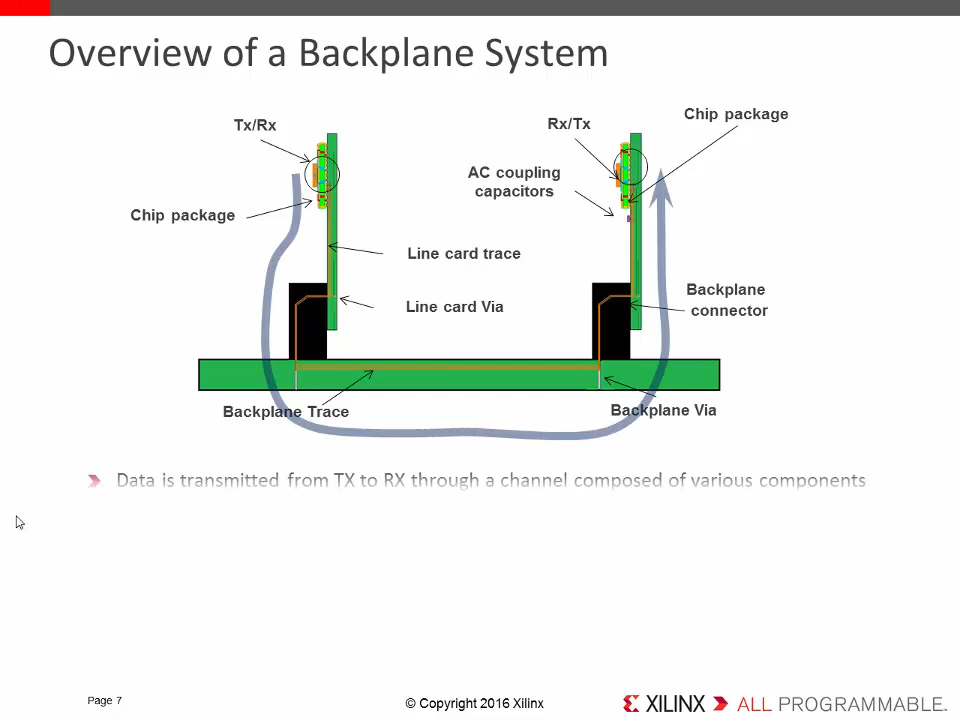 Overview of a Backplane System
Tx/Rx
Rx/Tx
Chip package
AC coupling
capacitors
Chip package
Line card trace
Line card Via
Backplane
connector
Backplane Trace
Backplane Via
Data is transmitted from TX to RX through a channel composed of various components
Page 7
© Copyright 2016 Xilinx
XILINX
ALL PROGRAMMABLE.